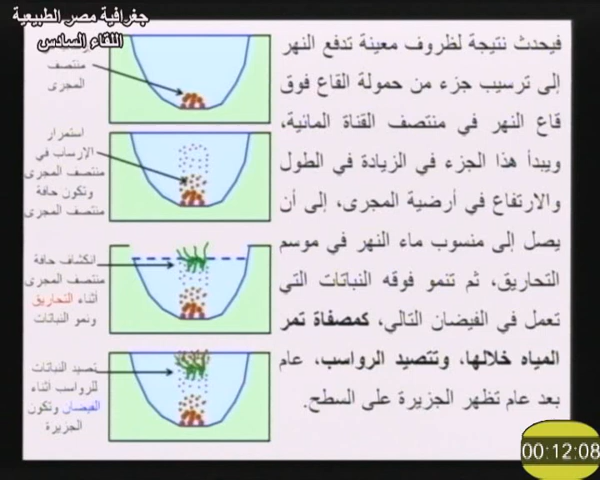 جغرافية مصر الطبيعية
اللقاء السادس
فيحدث نتيجة لظروف معينة تدفع النهر
إلى ترسيب جزء من حمولة القاع فوق
قاع النهر في منتصف القناة المائية،
ويبدأ هذا الجزء في الزيادة في الطول
والارتفاع في أرضية المجرى، إلى أن
يصل إلى منسوب ماء النهر في موسم
التحاريق، ثم تنمو فوقه النباتات التي
تعمل في الفيضان التالي، كمصفاة تمر
المياه خلالها، وتتصيد الرواسب، عام
بعد عام تظهر الجزيرة على السطح.
منتصف
المجرى
استمرار
الإرساب في
منتصف المجرى
وتكون حافة
منتصف المجرى
انكشاف حافة
منتصف المجرى
أثناء التحاريق
ونمو النباتات
تصيد النباتات
للرواسب أثناء
الفيضان وتكون
الجزيرة
00:12:08